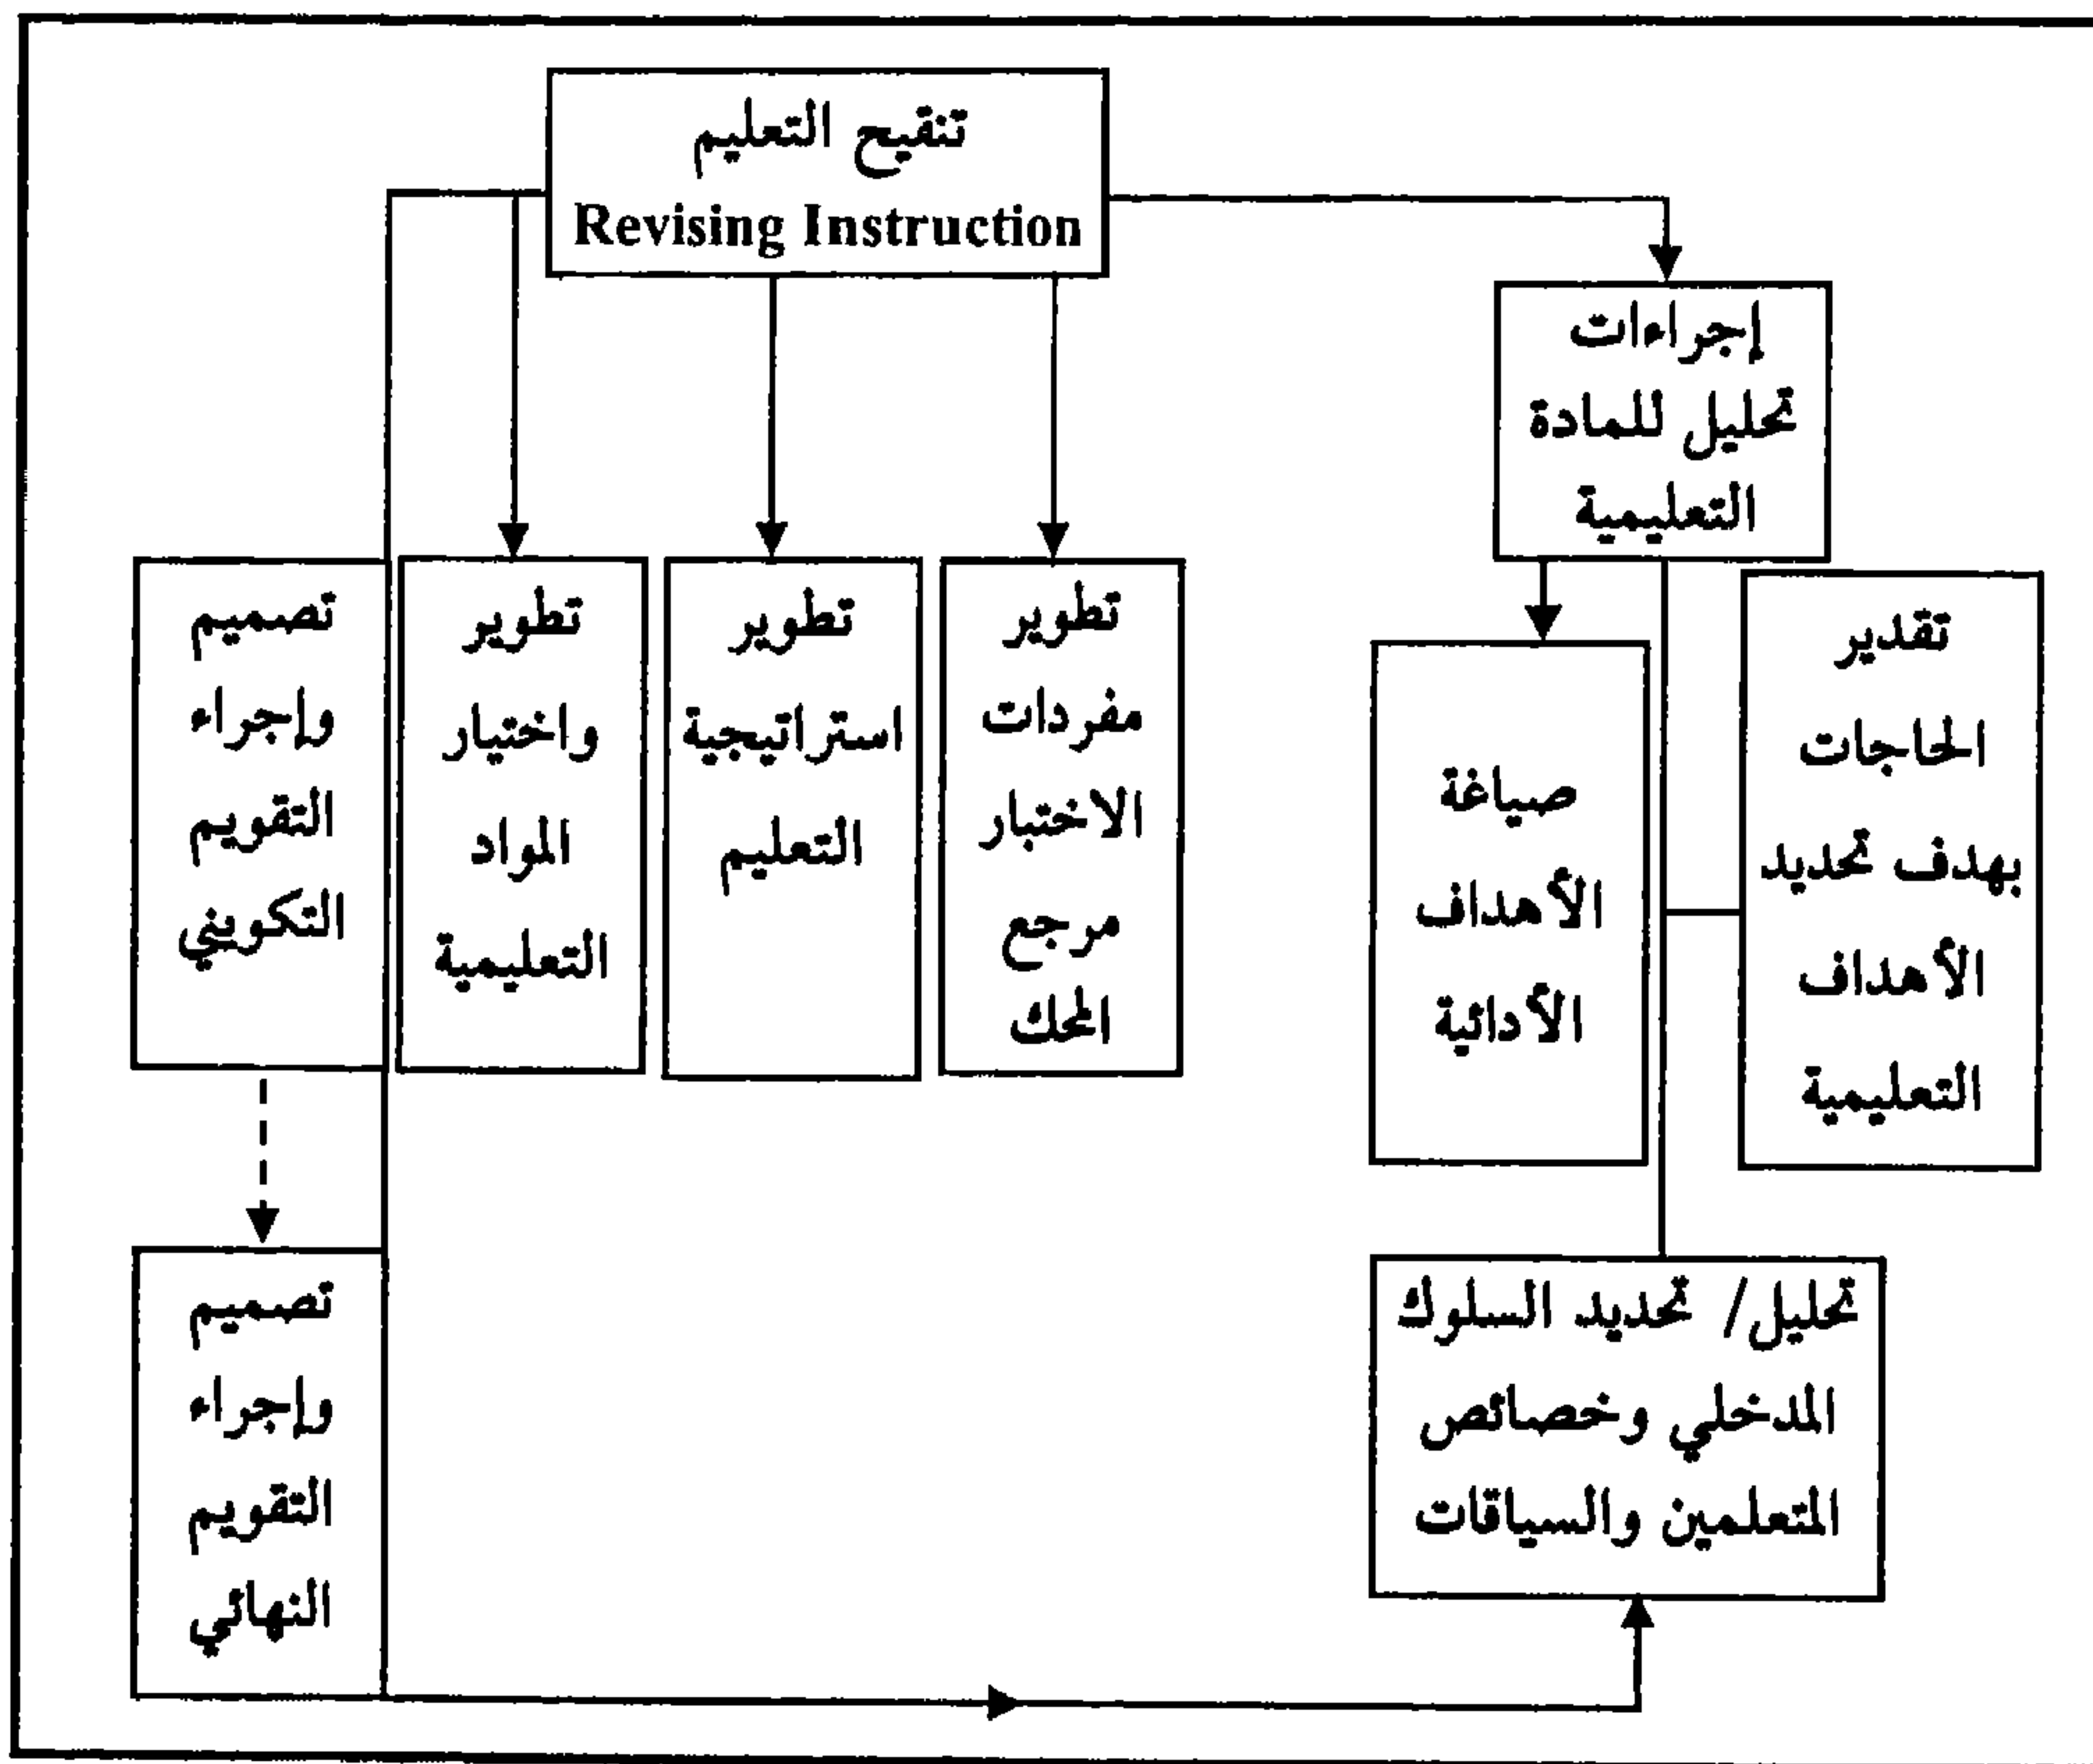 تنقيح التعليم
Revising Instruction
إجراءات
تحليل للمادة
التعليمية
تقدير
الحاجات
بهدف تحديد
الأهداف
التعليمية
صياغة
الأهداف
الأدائية
تطوير
مفردات
الاختبار
مرجع
المحك
تطوير
استراتيجية
التعليم
تطوير
واختيار
المواد
التعليمية
تصميم
وإجراء
التقويم
التكويني
تحليل/ تحديد السلوك
المدخلي وخصائص
المتعلمين والسياقات
تصميم
وإجراء
التقويم
النهائي